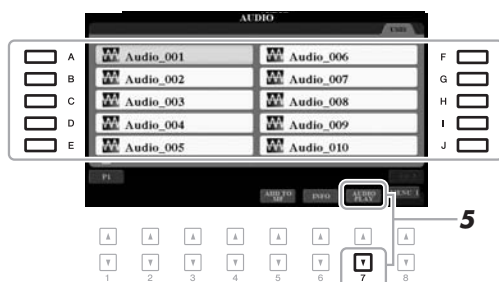 AUDIO
USB
A Audio_001 Audio_006 F
B Audio_002 Audio_007 G
C Audio_003 Audio_008 H
D Audio_004 Audio_009 I
E Audio_005 Audio_010 J
P1
ADD TO
SET
INFO
AUDIO
PLAY
5
1 2 3 4 5 6 7 8